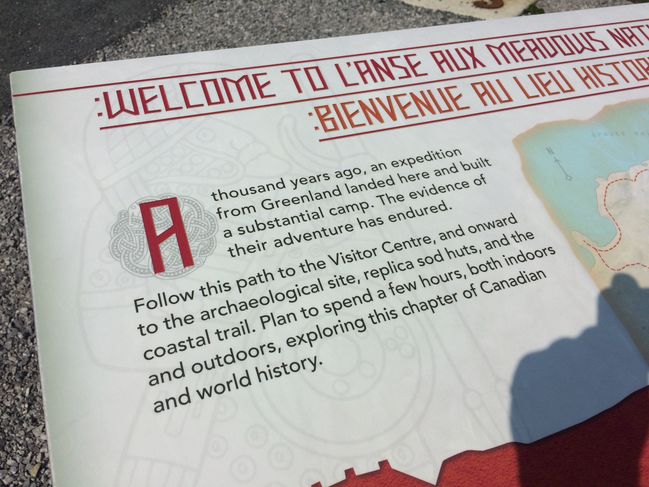 :WELCOME TO L'ANSE AUX MEADOWS
:BIENVENUE AU LIEU
A thousand years ago, an expedition
from Greenland landed here and built
a substantial camp. The evidence of
their adventure has endured.
Follow this path to the Visitor Centre, and onward
to the archaeological site, replica sod huts, and the
coastal trail. Plan to spend a few hours, both indoors
and outdoors, exploring this chapter of Canadian
and world history.